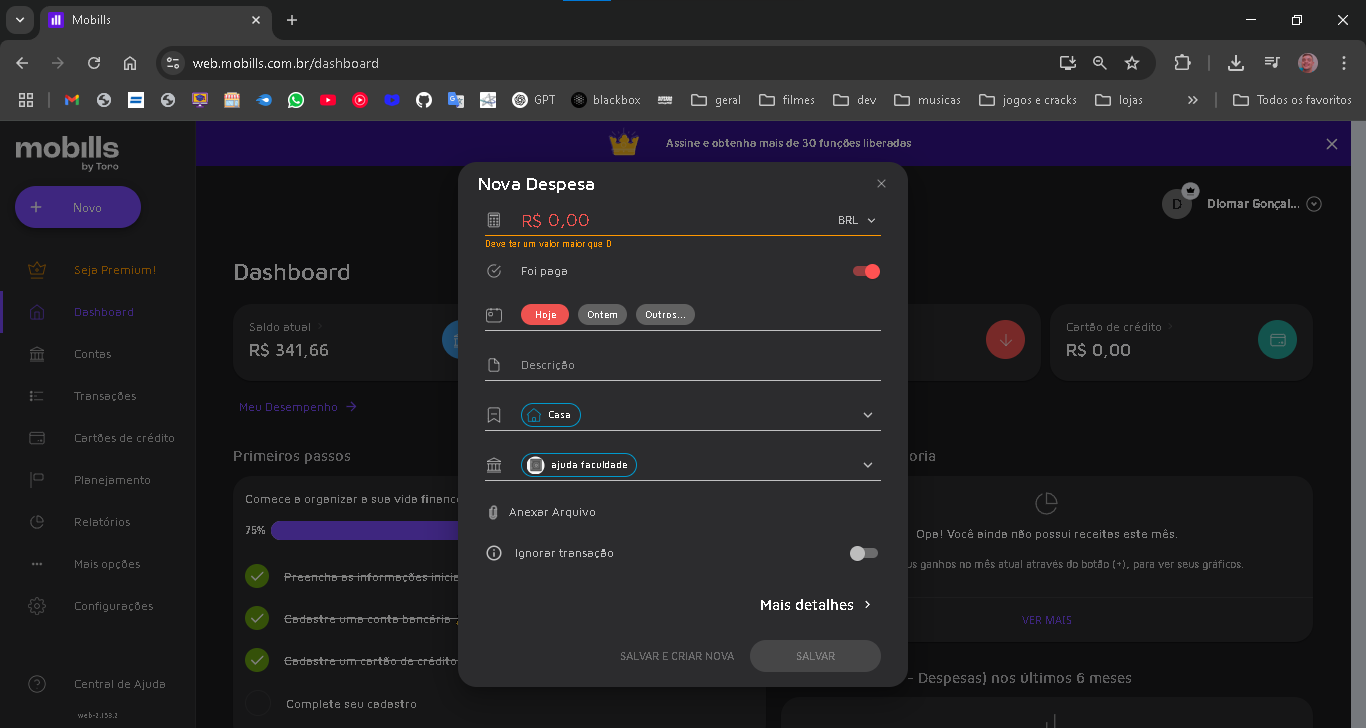 Mobills
web.mobills.com.br/dashboard
GPT
blackbox
geral
filmes
dev
musicas
jogos e cracks
lojas
Todos os favoritos
mobills
by Toro
Assine e obtenha mais de 30 funções liberadas
Novo
Seja Premium!
Dashboard
Contas
Transações
Cartões de crédito
Planejamento
Relatórios
Mais opções
Configurações
Central de Ajuda
web-2.153.2
D
Diomar Gonçal...
Dashboard
Saldo atual
R$ 341,66
Cartão de crédito
R$ 0,00
Meu Desempenho
Primeiros passos
Comece a organizar a sua vida financ
75%
Preencha as informações inicia
Cadastre uma conta bancária
Cadastre um cartão de crédito
Complete seu cadastro
Nova Despesa
R$ 0,00
BRL
Deve ter um valor maior que 0
Foi paga
Hoje
Ontem
Outros...
Descrição
Casa
ajuda faculdade
Anexar Arquivo
Ignorar transação
Mais detalhes
SALVAR E CRIAR NOVA
SALVAR
oria
Opa! Você ainda não possui receitas este mês.
us ganhos no mês atual através do botão (+), para ver seus gráficos.
VER MAIS
- Despesas) nos últimos 6 meses